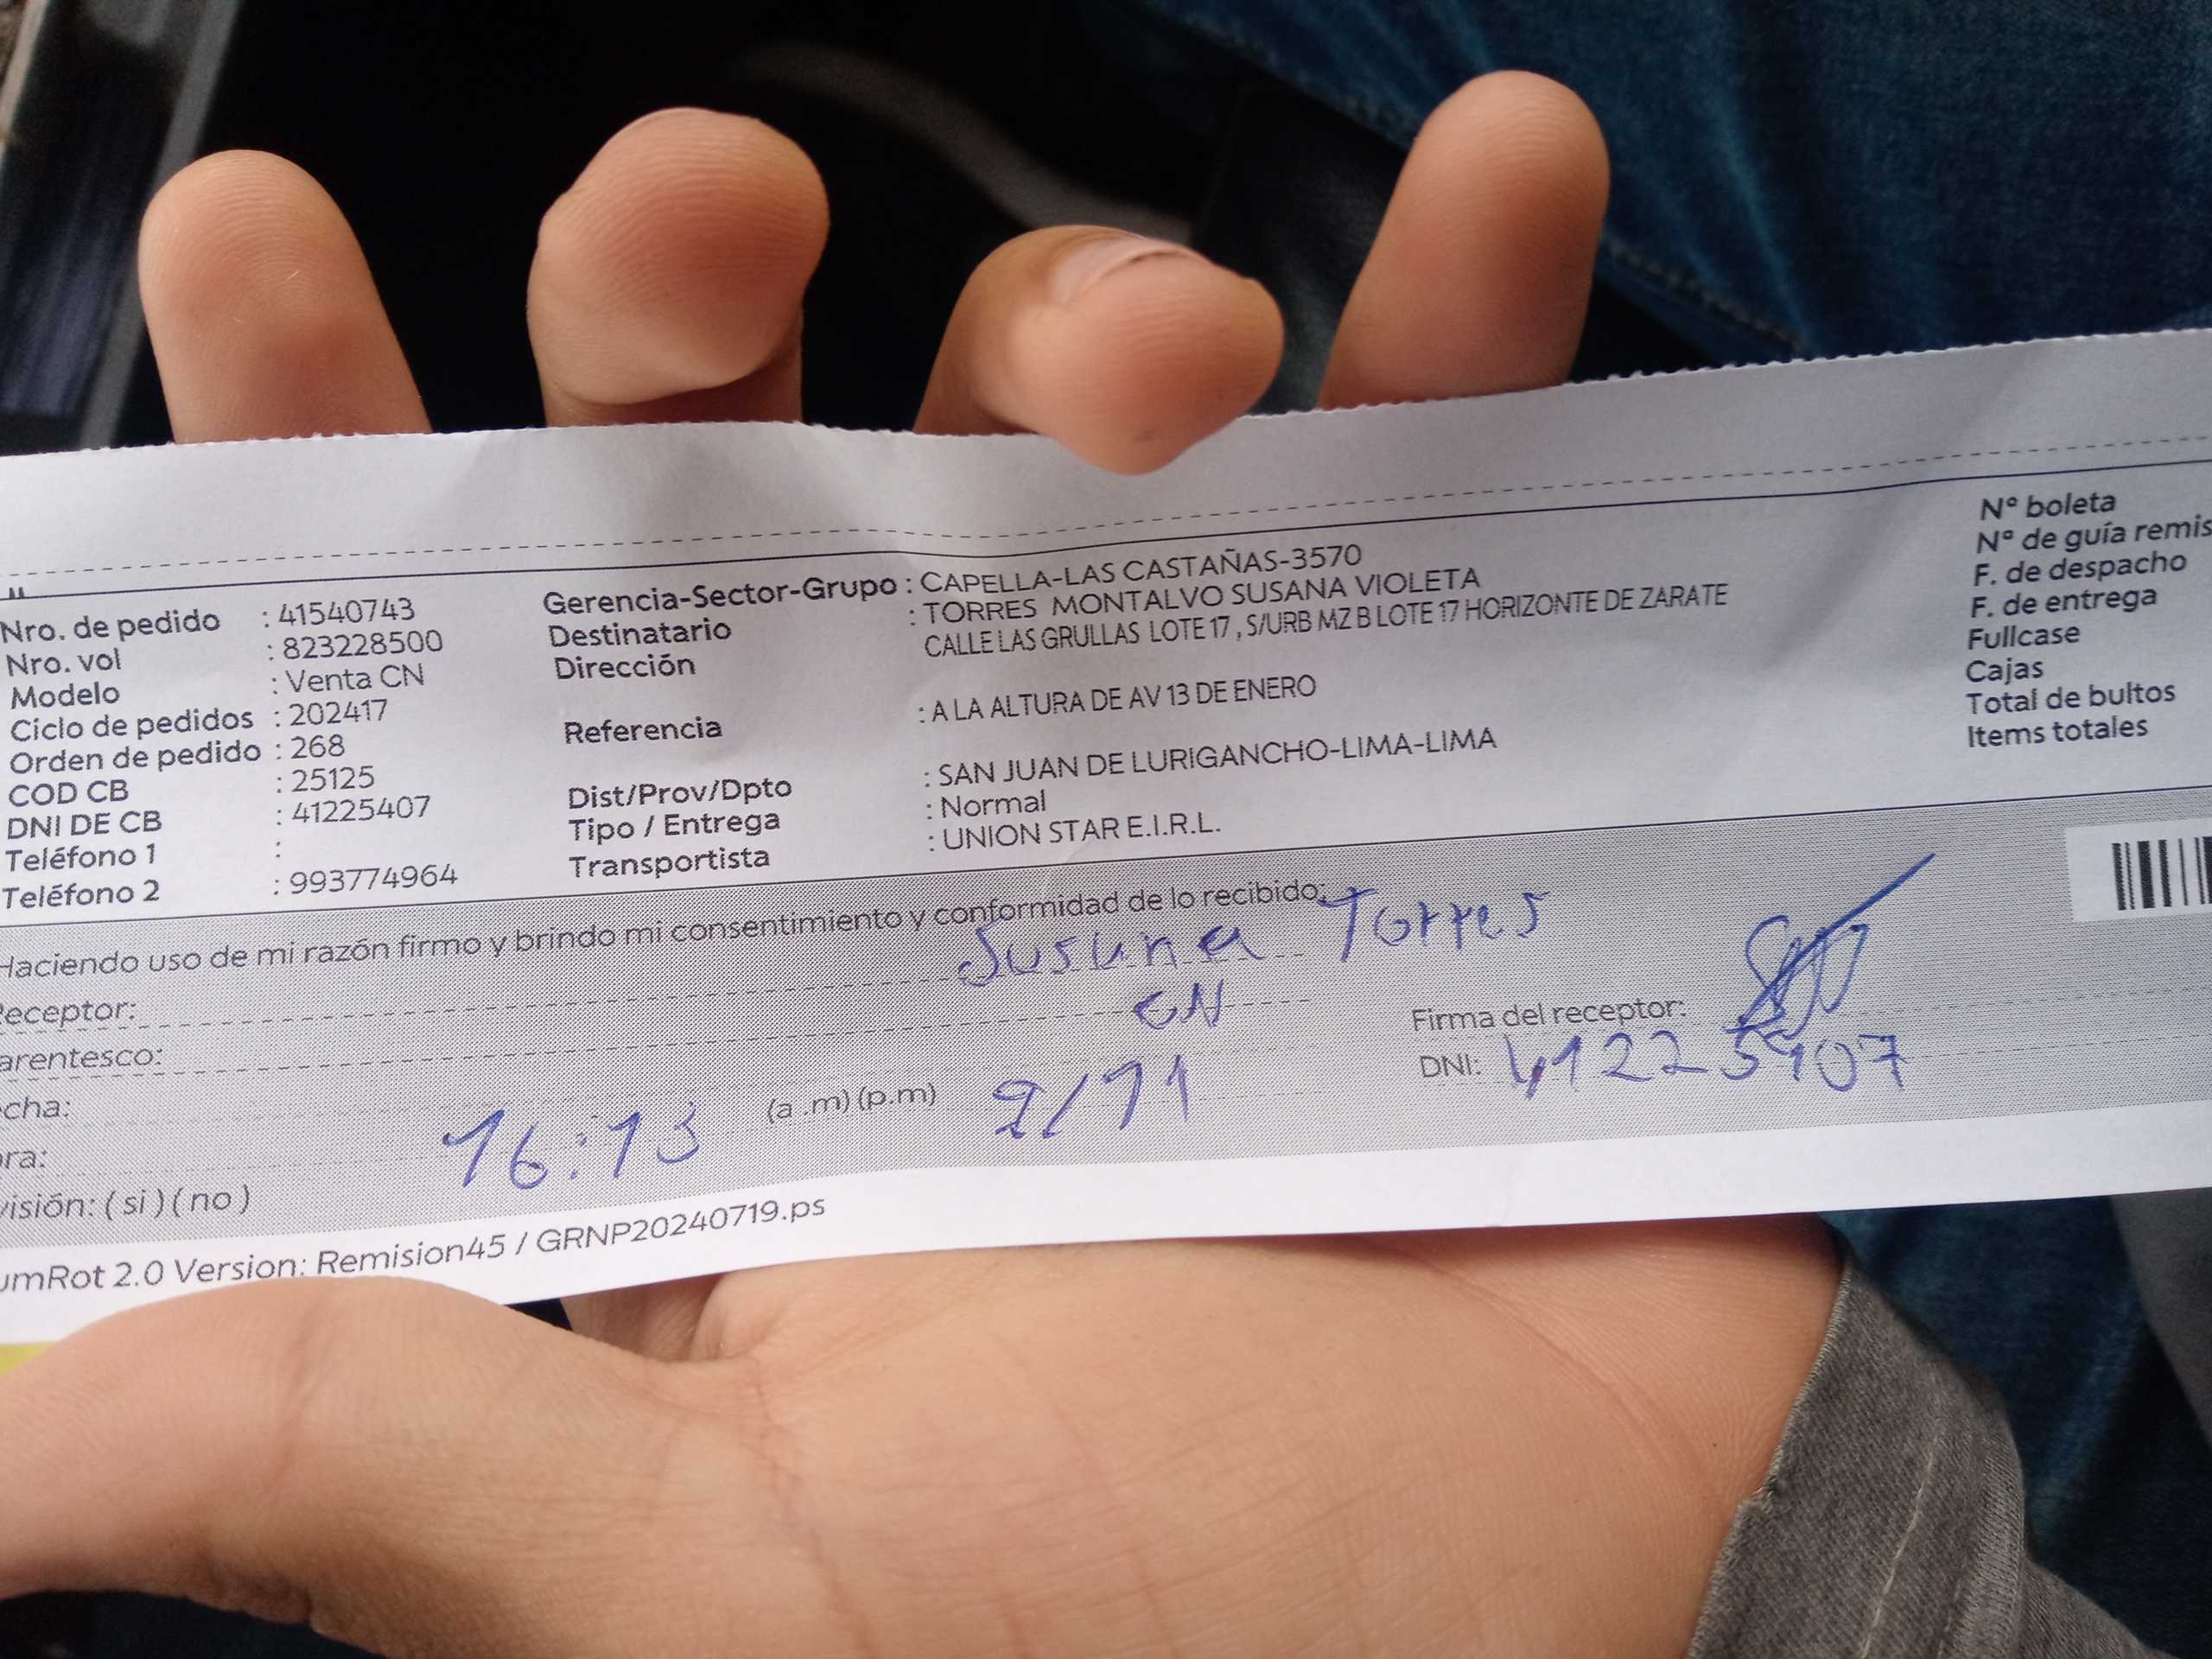 Nro. de pedido : 41540743
Nro. vol : 823228500
Modelo : Venta CN
Ciclo de pedidos : 202417
Orden de pedido : 268
COD CB : 25125
DNI DE CB : 41225407
Teléfono 1 :
Teléfono 2 : 993774964
Gerencia-Sector-Grupo : CAPELLA-LAS CASTAÑAS-3570
Destinatario : TORRES MONTALVO SUSANA VIOLETA
Dirección CALLE LAS GRULLAS LOTE 17 , S/URB MZ B LOTE 17 HORIZONTE DE ZARATE
Referencia : A LA ALTURA DE AV 13 DE ENERO
Dist/Prov/Dpto : SAN JUAN DE LURIGANCHO-LIMA-LIMA
Tipo / Entrega : Normal
Transportista : UNION STAR E.I.R.L.
N° boleta
N° de guía remis
F. de despacho
F. de entrega
Fullcase
Cajas
Total de bultos
Items totales
Haciendo uso de mi razón firmo y brindo mi consentimiento y conformidad de lo recibido:
Receptor: Susana Torres
arentesco: CN
cha: 9/11
ra: 16:13 (a .m) (p.m)
visión: ( si ) ( no )
Firma del receptor:
DNI: 41225407
umRot 2.0 Version: Remision45 / GRNP20240719.ps